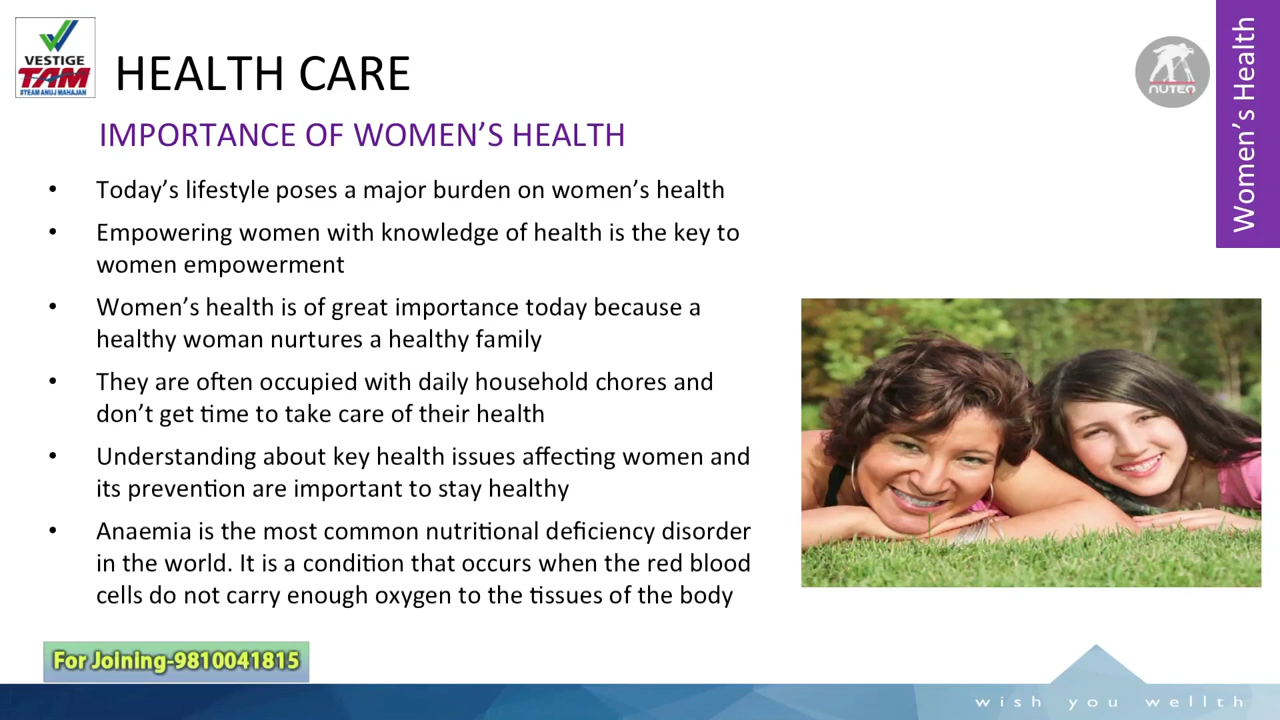 VESTIGE
TAM
STEAM ANUJ MAHAJAN
HEALTH CARE
NUTEQ
Women's Health
IMPORTANCE OF WOMEN'S HEALTH
• Today's lifestyle poses a major burden on women's health
• Empowering women with knowledge of health is the key to
women empowerment
• Women's health is of great importance today because a
healthy woman nurtures a healthy family
• They are often occupied with daily household chores and
don't get time to take care of their health
• Understanding about key health issues affecting women and
its prevention are important to stay healthy
• Anaemia is the most common nutritional deficiency disorder
in the world. It is a condition that occurs when the red blood
cells do not carry enough oxygen to the tissues of the body
For Joining-9810041815
wish you wellth